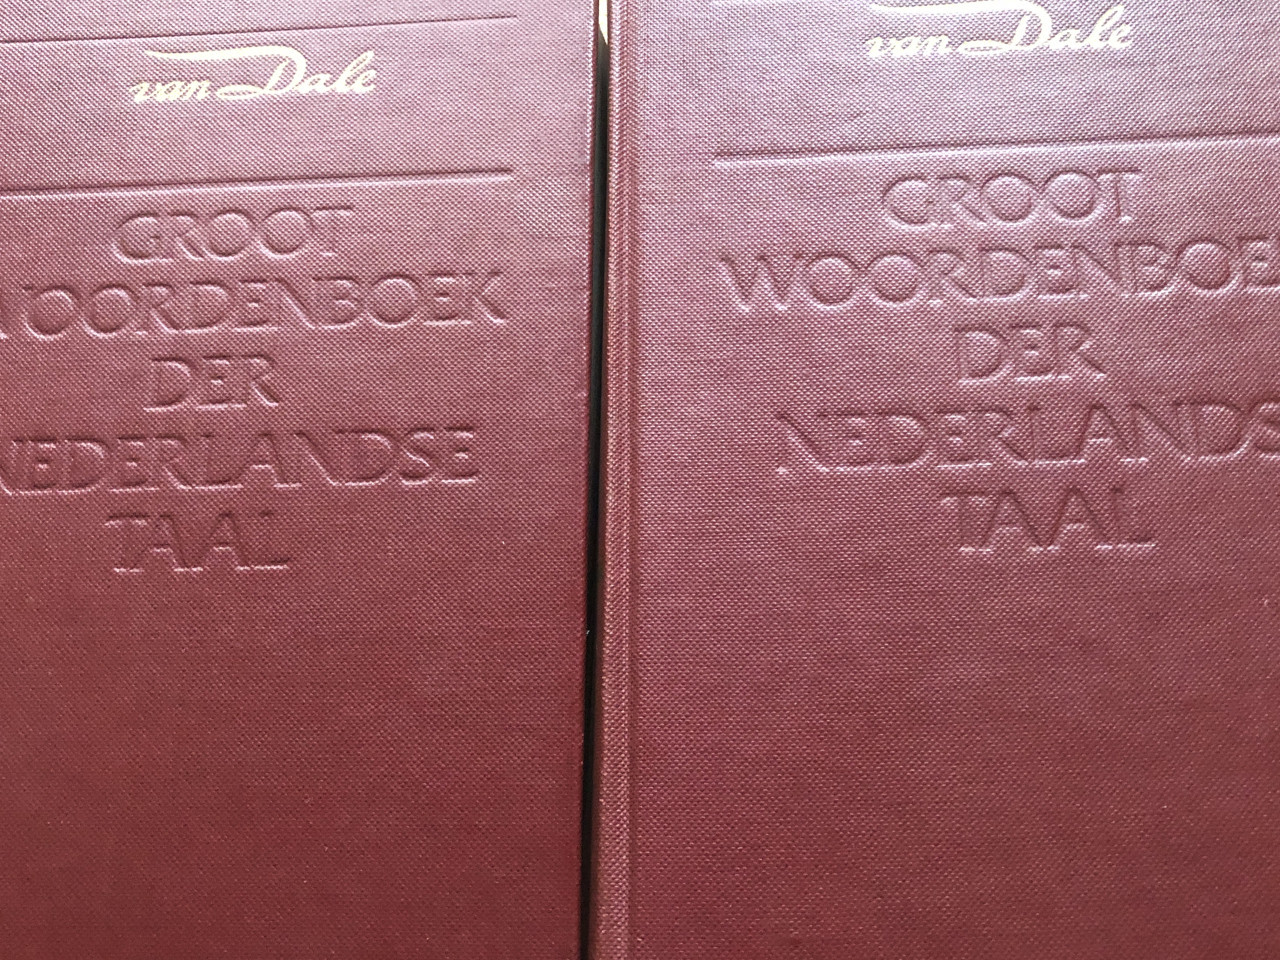 van Dale
GROOT
WOORDENBOEK
DER
NEDERLANDSE
TAAL
van Dale
GROOT
WOORDENBOEK
DER
NEDERLANDSE
TAAL